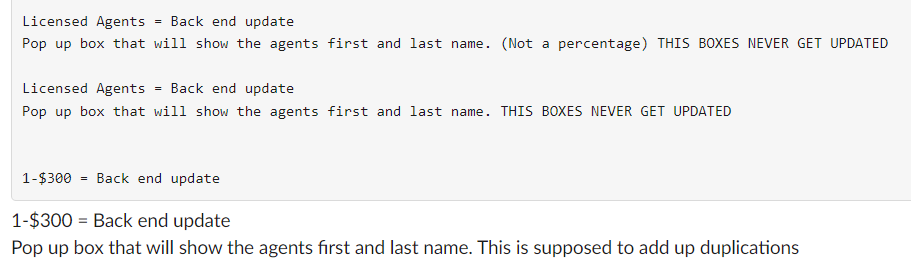 Licensed Agents = Back end update
Pop up box that will show the agents first and last name. (Not a percentage) THIS BOXES NEVER GET UPDATED
Licensed Agents = Back end update
Pop up box that will show the agents first and last name. THIS BOXES NEVER GET UPDATED
1-$300 = Back end update
1-$300 = Back end update
Pop up box that will show the agents first and last name. This is supposed to add up duplications